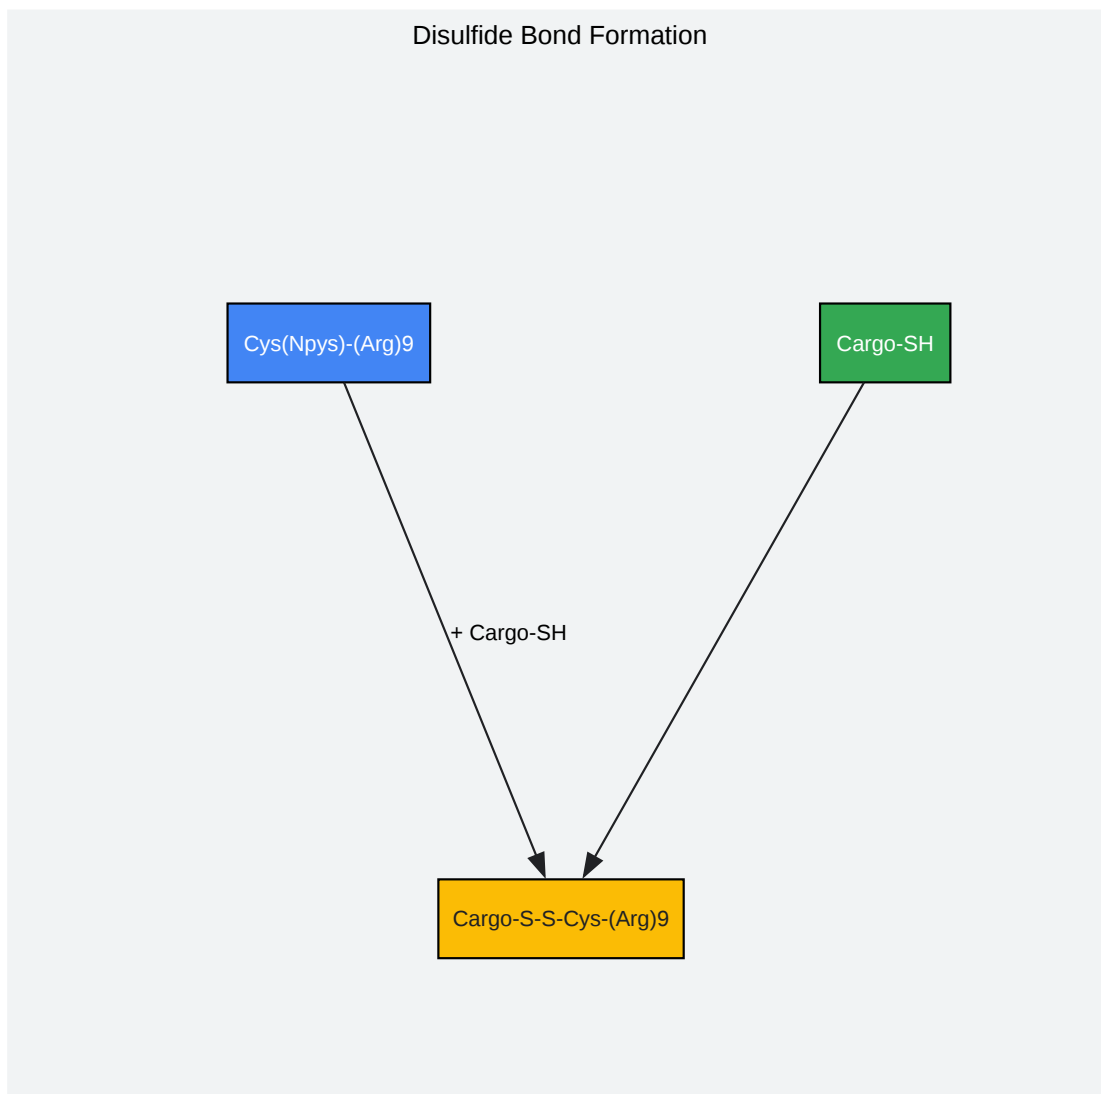 Disulfide Bond Formation
Cys(Npys)-(Arg)9
Cargo-SH
+ Cargo-SH
Cargo-S-S-Cys-(Arg)9